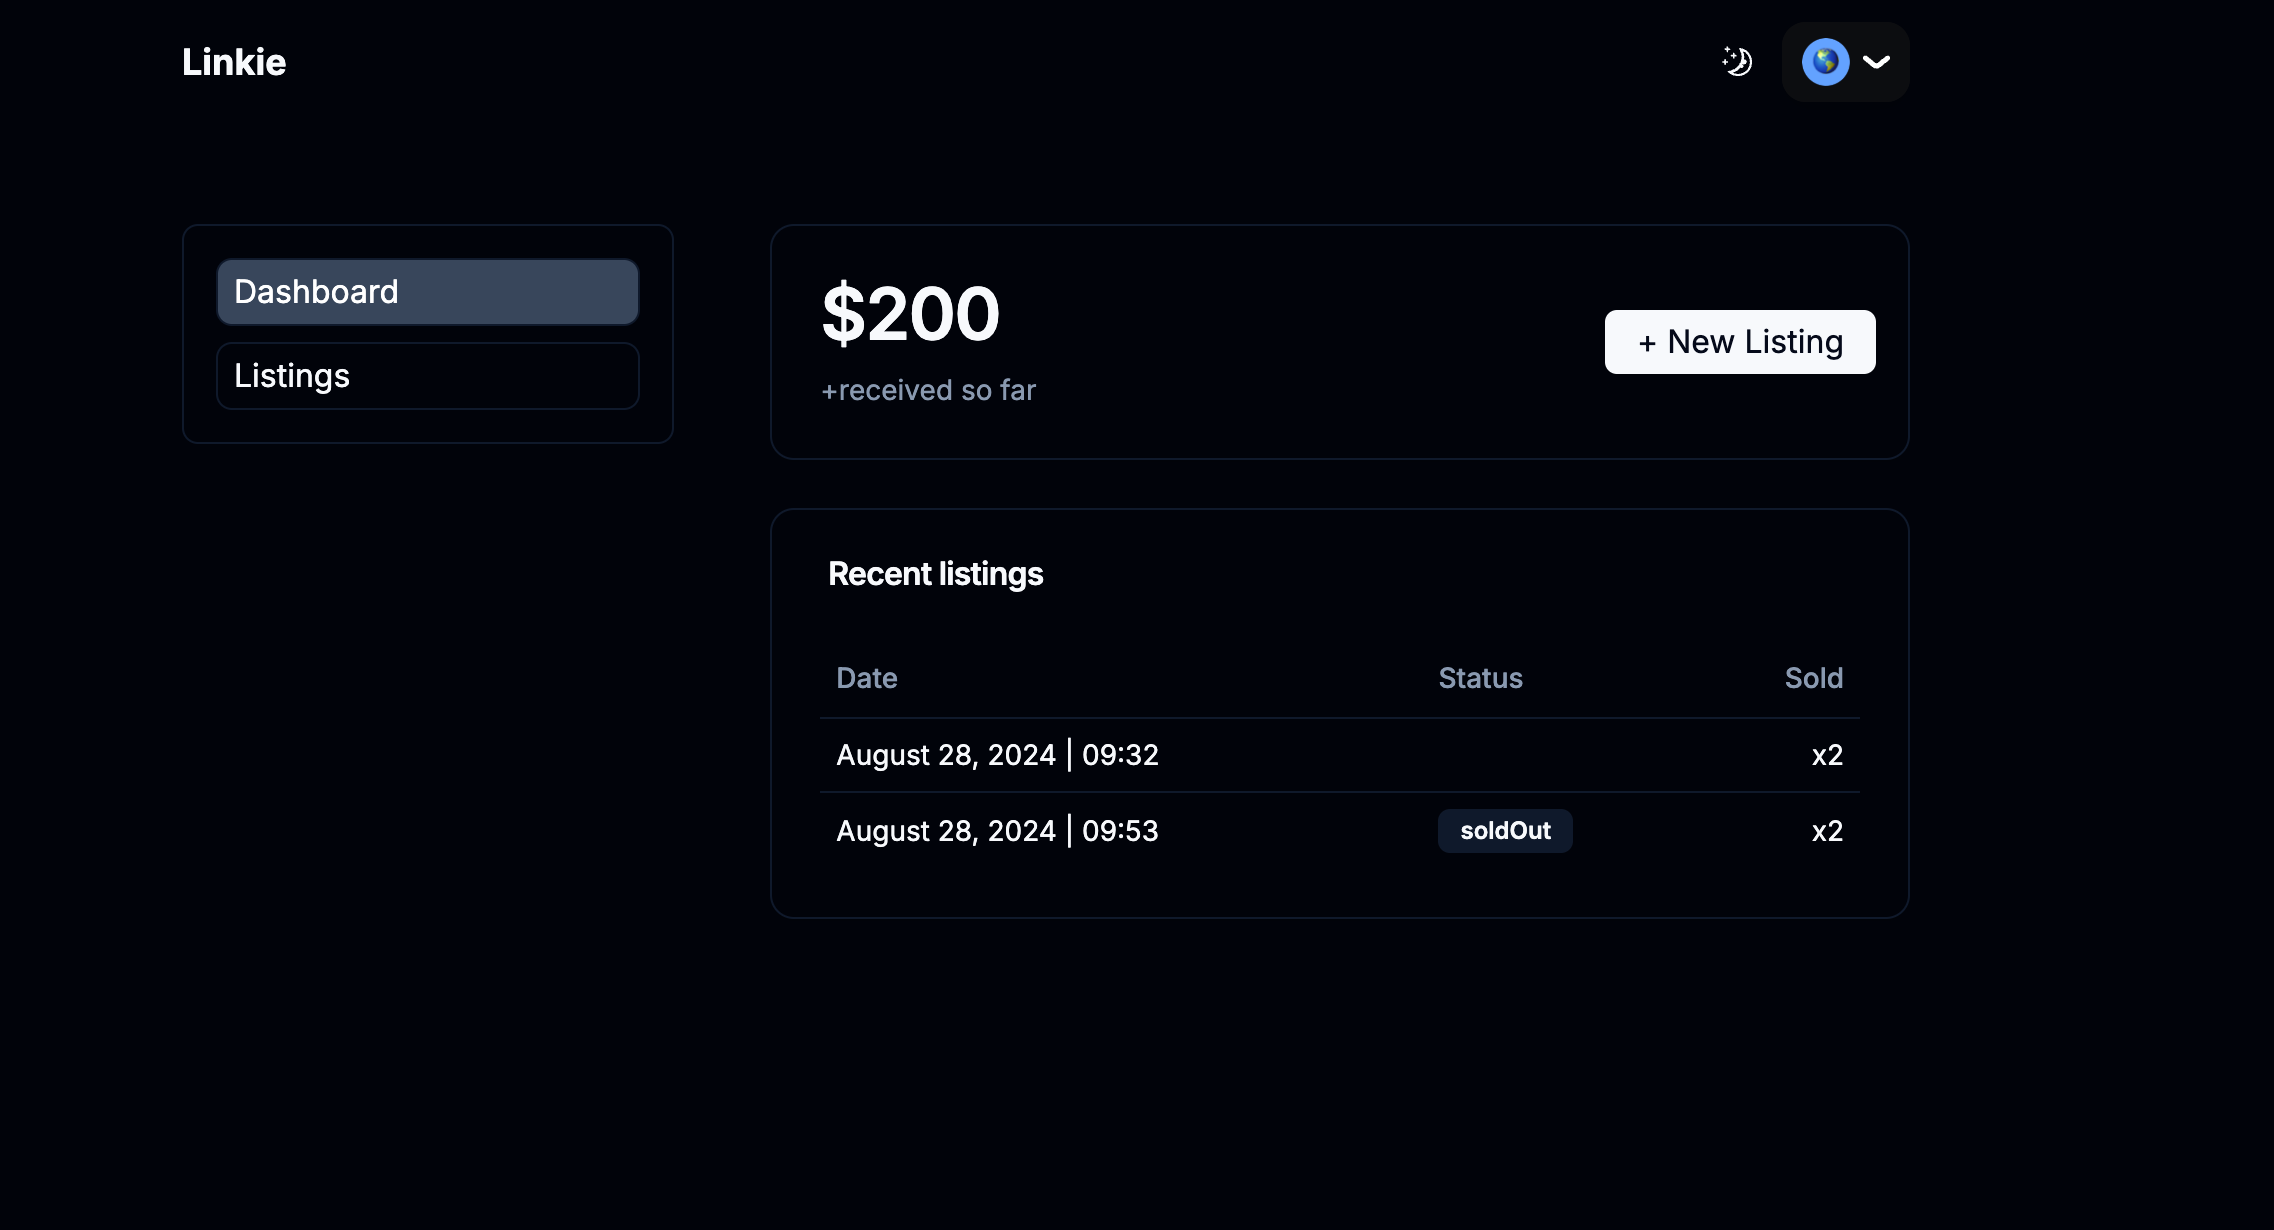 Linkie
Dashboard
Listings
$200
+received so far
+ New Listing
Recent listings
Date Status Sold
August 28, 2024 | 09:32 x2
August 28, 2024 | 09:53 soldOut x2